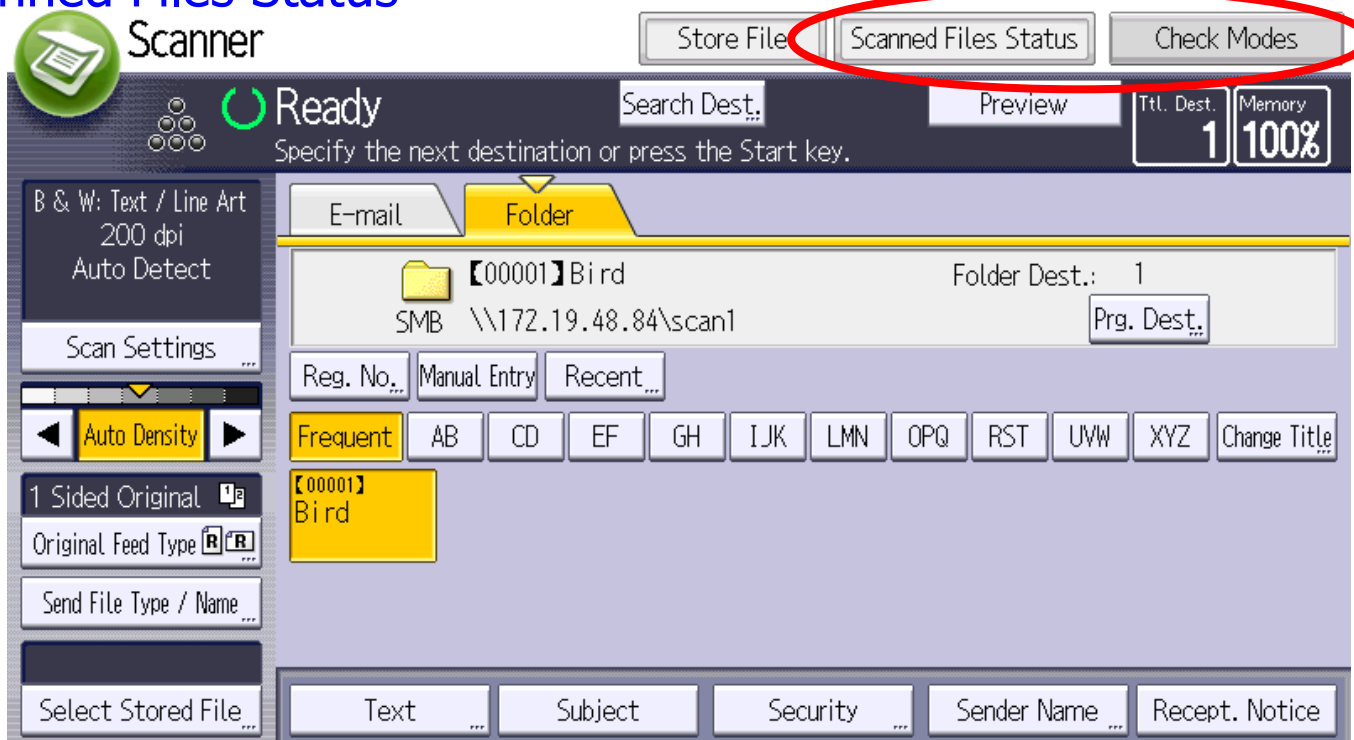 nned Files Status
Scanner
Store File
Scanned Files Status
Check Modes
Ready
Search Dest.
Preview
Ttl. Dest.
1
Memory
100%
Specify the next destination or press the Start key.
B & W: Text / Line Art
200 dpi
Auto Detect
Scan Settings
Auto Density
1 Sided Original
Original Feed Type
Send File Type / Name
Select Stored File
E-mail
Folder
【00001】Bird
Folder Dest.: 1
SMB \\172.19.48.84\scan1
Prg. Dest.
Reg. No.
Manual Entry
Recent
Frequent
AB
CD
EF
GH
IJK
LMN
OPQ
RST
UVW
XYZ
Change Title
【00001】
Bird
Text
Subject
Security
Sender Name
Recept. Notice